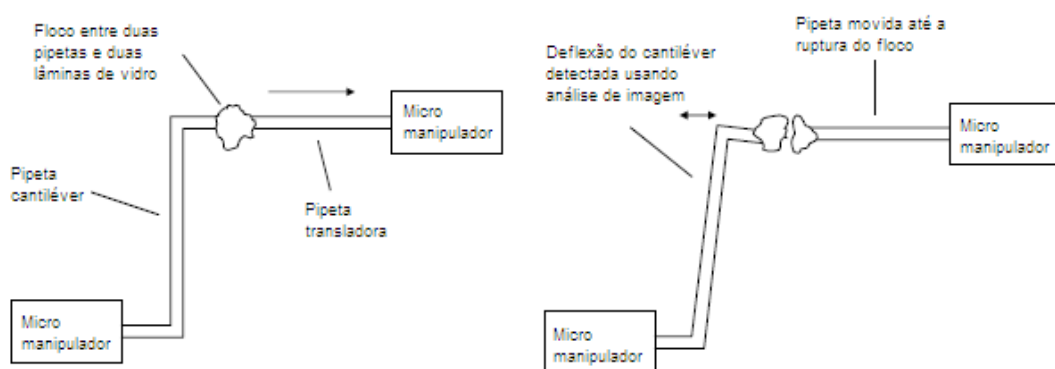 Floco entre duas
pipetas e duas
lâminas de vidro
Micro
manipulador
Pipeta
cantiléver
Pipeta
transladora
Micro
manipulador
Pipeta movida até a
ruptura do floco
Deflexão do cantiléver
detectada usando
análise de imagem
Micro
manipulador
Micro
manipulador